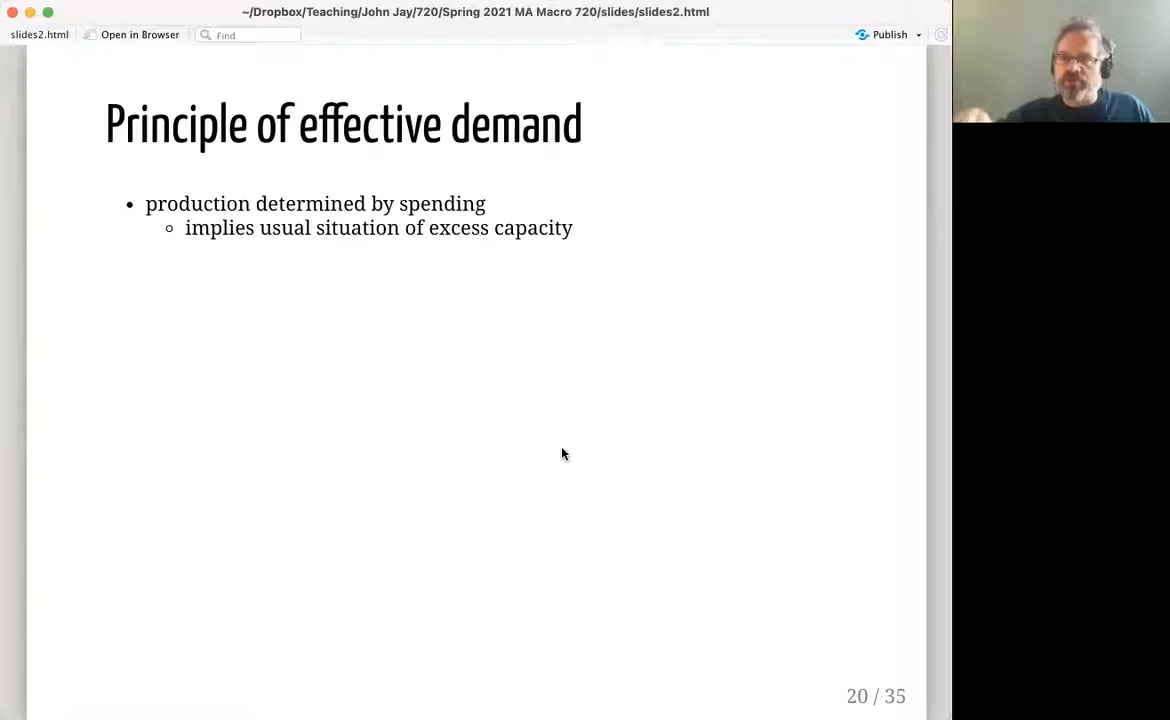 ~/Dropbox/Teaching/John Jay/720/Spring 2021 MA Macro 720/slides/slides2.html
slides2.html Open in Browser Find Publish
Principle of effective demand
• production determined by spending
◦ implies usual situation of excess capacity
20 / 35